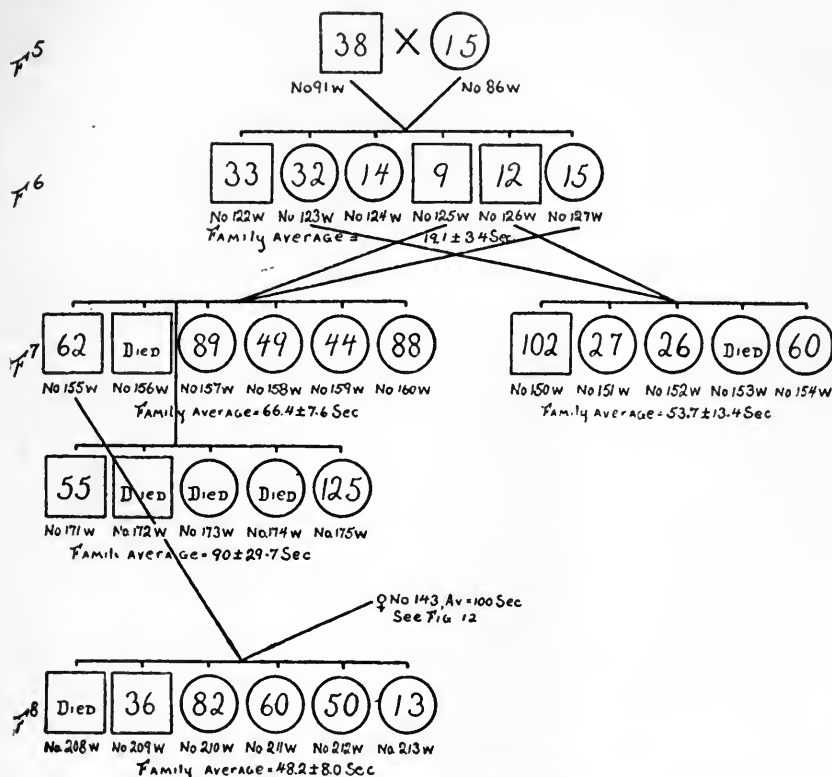 F5
38 X 15
No 91w No 86w
F6
33 32 14 9 12 15
No 122w No 123w No 124w No 125w No 126w No 127w
Family Average = 19.1±3.4 Sec
F7
62 Died 89 49 44 88
No 155w No 156w No 157w No 158w No 159w No 160w
Family Average=66.4±7.6 Sec
102 27 26 Died 60
No 150w No 151w No 152w No 153w No 154w
Family Average=53.7±13.4 Sec
55 Died Died Died 125
No 171w No 172w No 173w No 174w No 175w
Family Average=90±29.7 Sec
♀ No 143, Av=100 Sec
See Fig 12
F8
Died 36 82 60 50 13
No 208w No 209w No 210w No 211w No 212w No 213w
Family Average=48.2±8.0 Sec